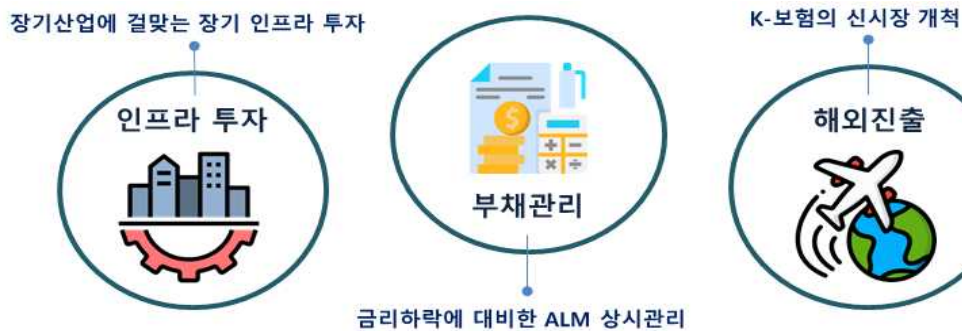 장기산업에 걸맞는 장기 인프라 투자
인프라 투자
부채관리
금리하락에 대비한 ALM 상시관리
K-보험의 신시장 개척
해외진출